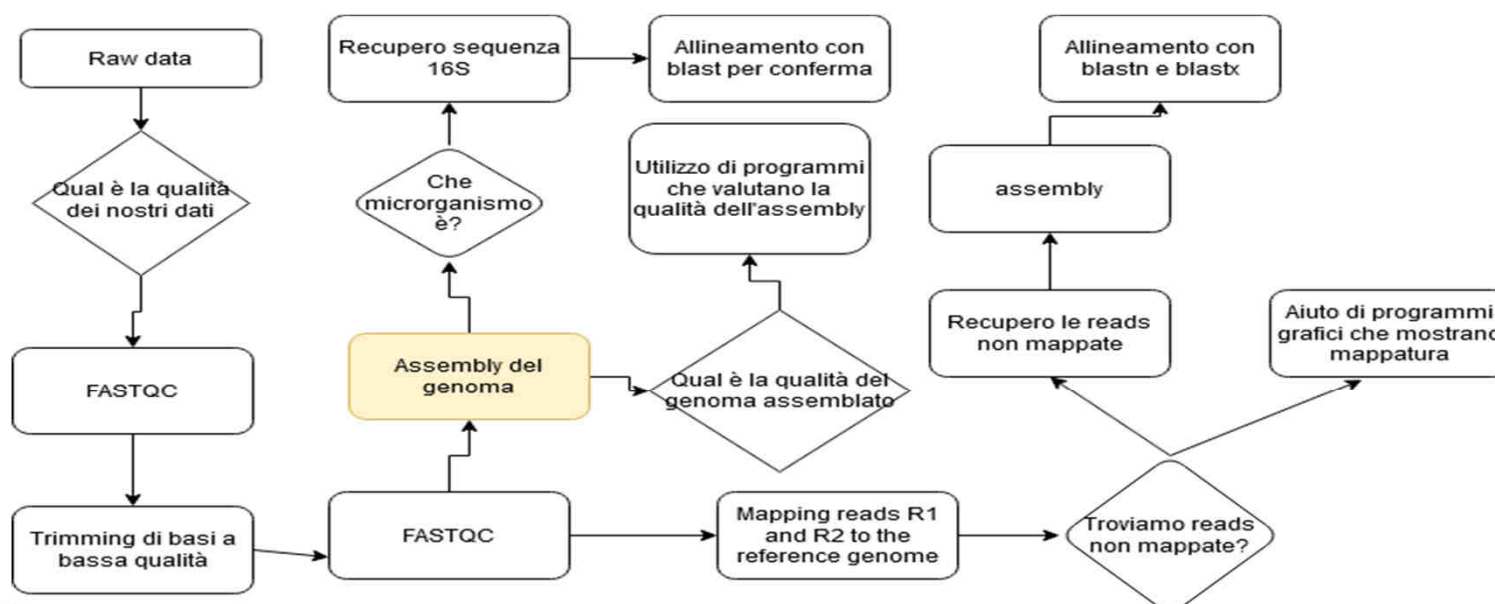 Raw data
Qual è la qualità
dei nostri dati
FASTQC
Trimming di basi a
bassa qualità
FASTQC
Assembly del
genoma
Che
microrganismo
è?
Recupero sequenza
16S
Allineamento con
blast per conferma
Qual è la qualità del
genoma assemblato
Utilizzo di programmi
che valutano la
qualità dell'assembly
Mapping reads R1
and R2 to the
reference genome
Troviamo reads
non mappate?
Recupero le reads
non mappate
assembly
Allineamento con
blastn e blastx
Aiuto di programmi
grafici che mostrano
mappatura